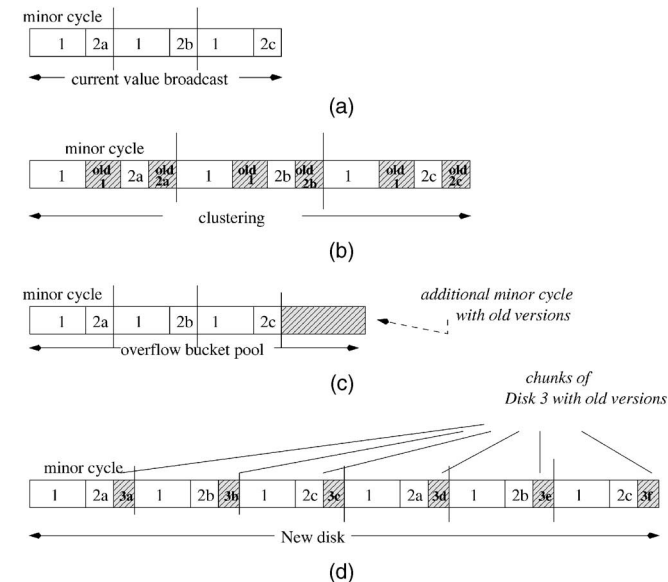 minor cycle
1 2a 1 2b 1 2c
current value broadcast
(a)
minor cycle
1 old 1 2a old 2a 1 old 1 2b old 2b 1 old 1 2c old 2c
clustering
(b)
minor cycle
1 2a 1 2b 1 2c
overflow bucket pool
additional minor cycle
with old versions
(c)
chunks of
Disk 3 with old versions
minor cycle
1 2a 3a 1 2b 3b 1 2c 3c 1 2a 3d 1 2b 3e 1 2c 3f
New disk
(d)